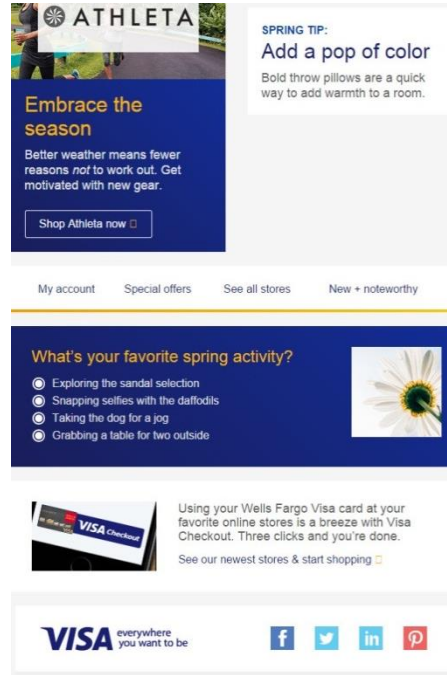 ATHLETA
Embrace the
season
Better weather means fewer
reasons not to work out. Get
motivated with new gear.
Shop Athleta now
SPRING TIP:
Add a pop of color
Bold throw pillows are a quick
way to add warmth to a room.
My account Special offers See all stores New + noteworthy
What's your favorite spring activity?
Exploring the sandal selection
Snapping selfies with the daffodils
Taking the dog for a jog
Grabbing a table for two outside
VISA Checkout
Using your Wells Fargo Visa card at your
favorite online stores is a breeze with Visa
Checkout. Three clicks and you're done.
See our newest stores & start shopping
VISA everywhere
you want to be
f in